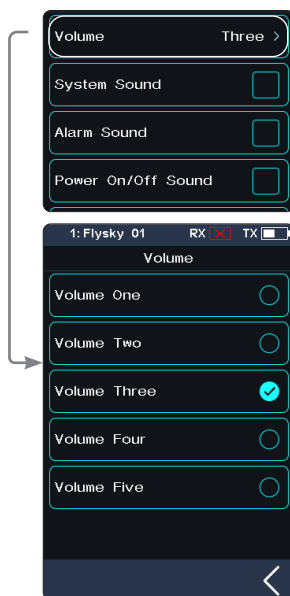 Volume Three >
System Sound
Alarm Sound
Power On/Off Sound
1: Flysky 01 RX TX
Volume
Volume One
Volume Two
Volume Three
Volume Four
Volume Five